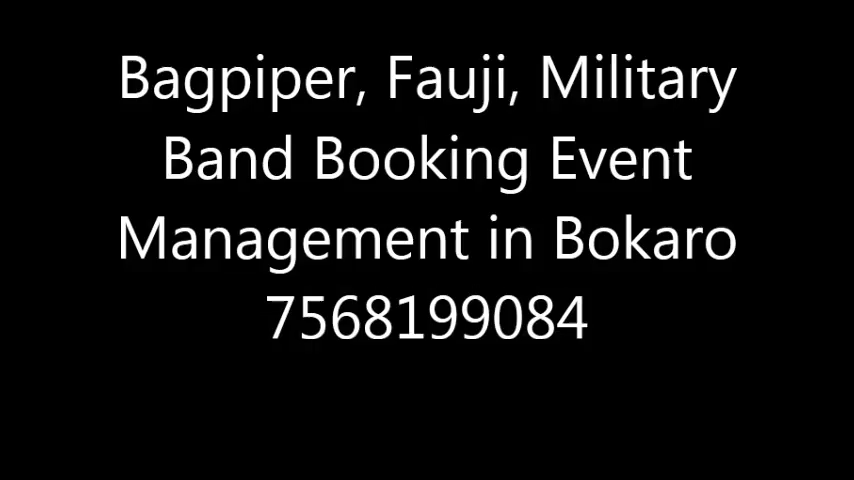 Bagpiper, Fauji, Military
Band Booking Event
Management in Bokaro
7568199084